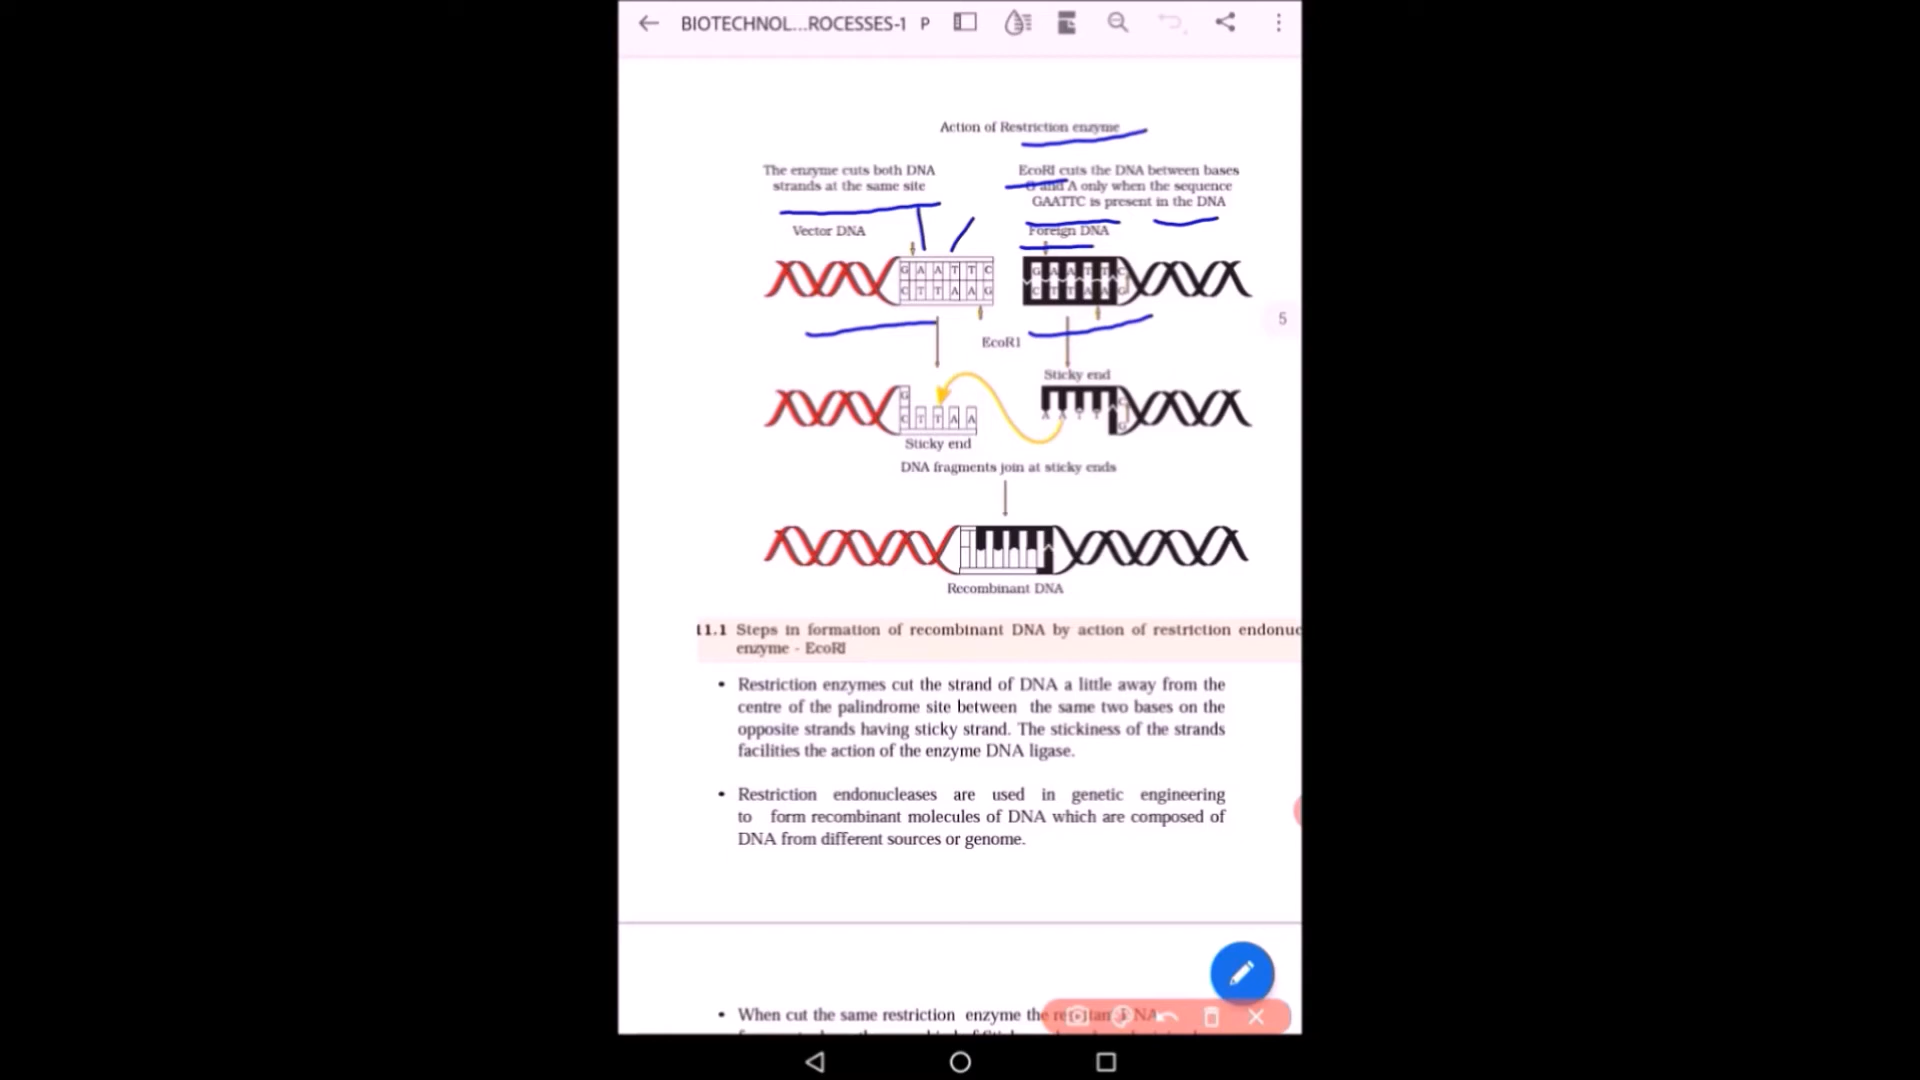 BIOTECHNOL...ROCESSES-1 P
Action of Restriction enzyme
The enzyme cuts both DNA
strands at the same site
EcoRI cuts the DNA between bases
G and A only when the sequence
GAATTC is present in the DNA
Vector DNA
Foreign DNA
G A A T T C
C T T A A G
G A A T T C
C T T A A G
5
EcoR1
Sticky end
G
C T T A A
A A T T C
G
Sticky end
DNA fragments join at sticky ends
Recombinant DNA
11.1 Steps in formation of recombinant DNA by action of restriction endonuc
enzyme - EcoRI
• Restriction enzymes cut the strand of DNA a little away from the
centre of the palindrome site between the same two bases on the
opposite strands having sticky strand. The stickiness of the strands
facilities the action of the enzyme DNA ligase.
• Restriction endonucleases are used in genetic engineering
to form recombinant molecules of DNA which are composed of
DNA from different sources or genome.
• When cut the same restriction enzyme the